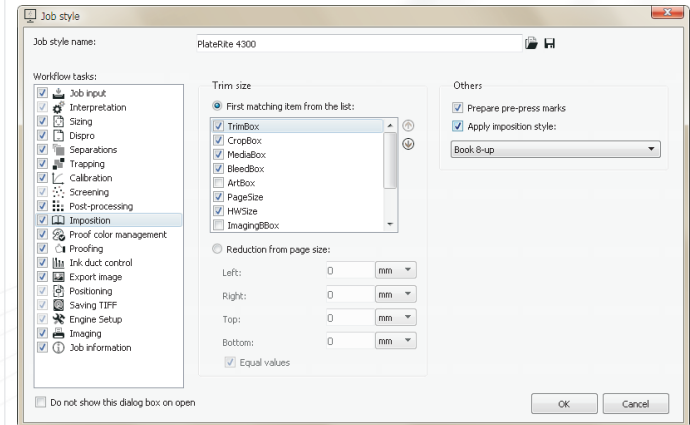 Job style
Job style name:
PlateRite 4300
Workflow tasks:
Job input
Interpretation
Sizing
Dispro
Separations
Trapping
Calibration
Screening
Post-processing
Imposition
Proof color management
Proofing
Ink duct control
Export image
Positioning
Saving TIFF
Engine Setup
Imaging
Job information
Trim size
First matching item from the list:
TrimBox
CropBox
MediaBox
BleedBox
ArtBox
PageSize
HWSize
ImagingBBox
Reduction from page size:
Left: 0 mm
Right: 0 mm
Top: 0 mm
Bottom: 0 mm
Equal values
Others
Prepare pre-press marks
Apply imposition style:
Book 8-up
Do not show this dialog box on open
OK Cancel